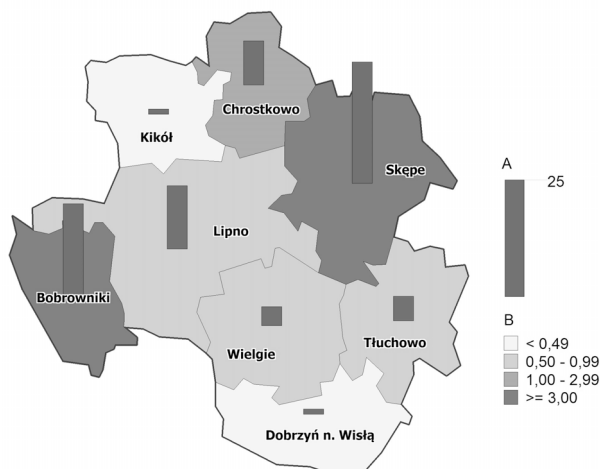 Chrostkowo
Kikół
Skępe
Lipno
Bobrowniki
Wielgie
Tłuchowo
Dobrzyń n. Wisłą
A
25
B
< 0,49
0,50 - 0,99
1,00 - 2,99
>= 3,00